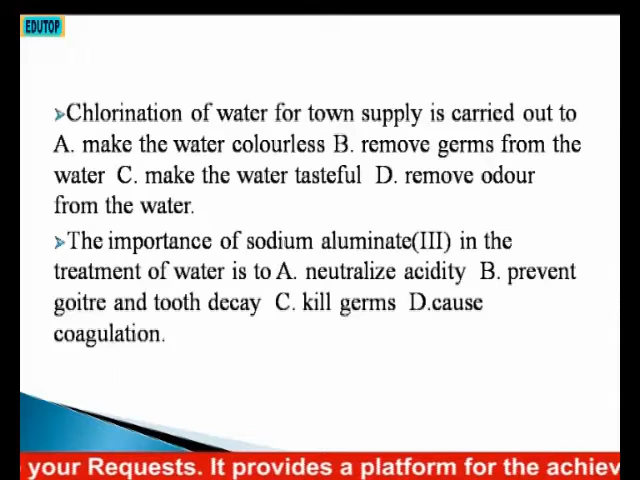 EDUTOP
Chlorination of water for town supply is carried out to
A. make the water colourless B. remove germs from the
water C. make the water tasteful D. remove odour
from the water.
The importance of sodium aluminate(III) in the
treatment of water is to A. neutralize acidity B. prevent
goitre and tooth decay C. kill germs D.cause
coagulation.
your Requests. It provides a platform for the